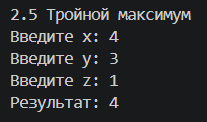 2.5 Тройной максимум
Введите x: 4
Введите y: 3
Введите z: 1
Результат: 4